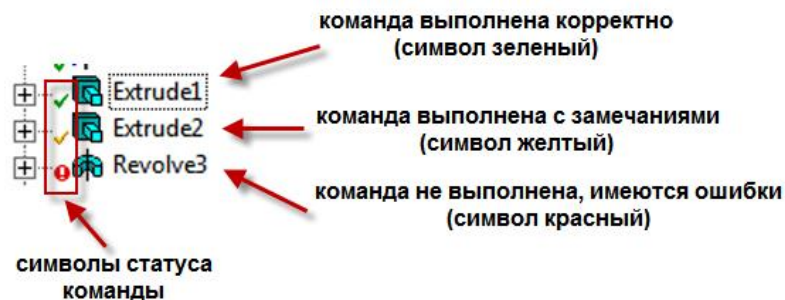 команда выполнена корректно
(символ зеленый)
Extrude1
команда выполнена с замечаниями
(символ желтый)
Extrude2
Revolve3
команда не выполнена, имеются ошибки
(символ красный)
символы статуса
команды